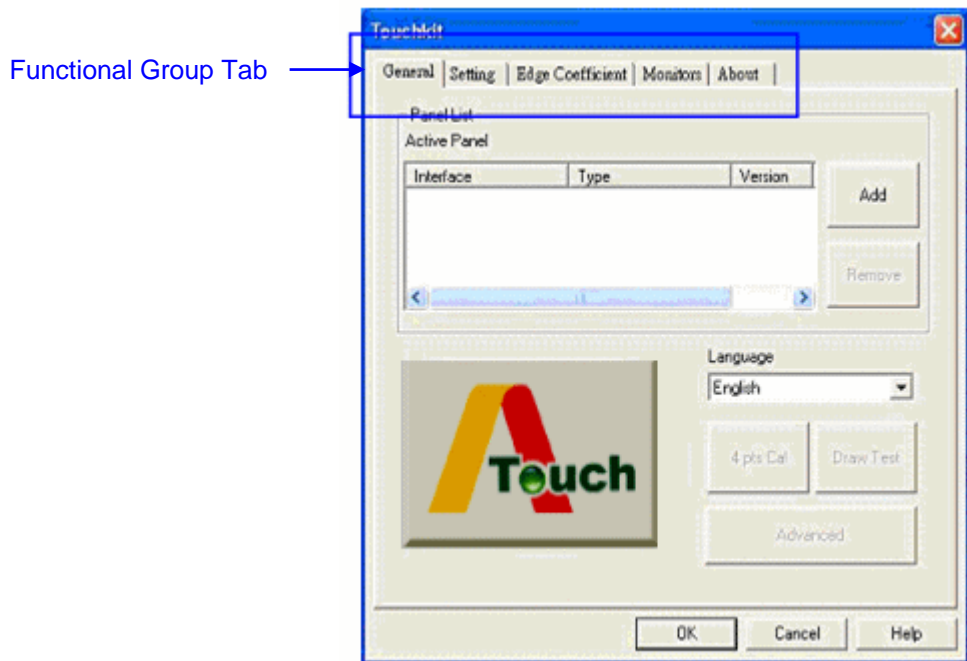 Touchkit
Functional Group Tab
General Setting Edge Coefficient Monitors About
Panel List
Active Panel
Interface Type Version
Add
Remove
Language
English
Touch
4 pts Cal Draw Test
Advanced
OK Cancel Help